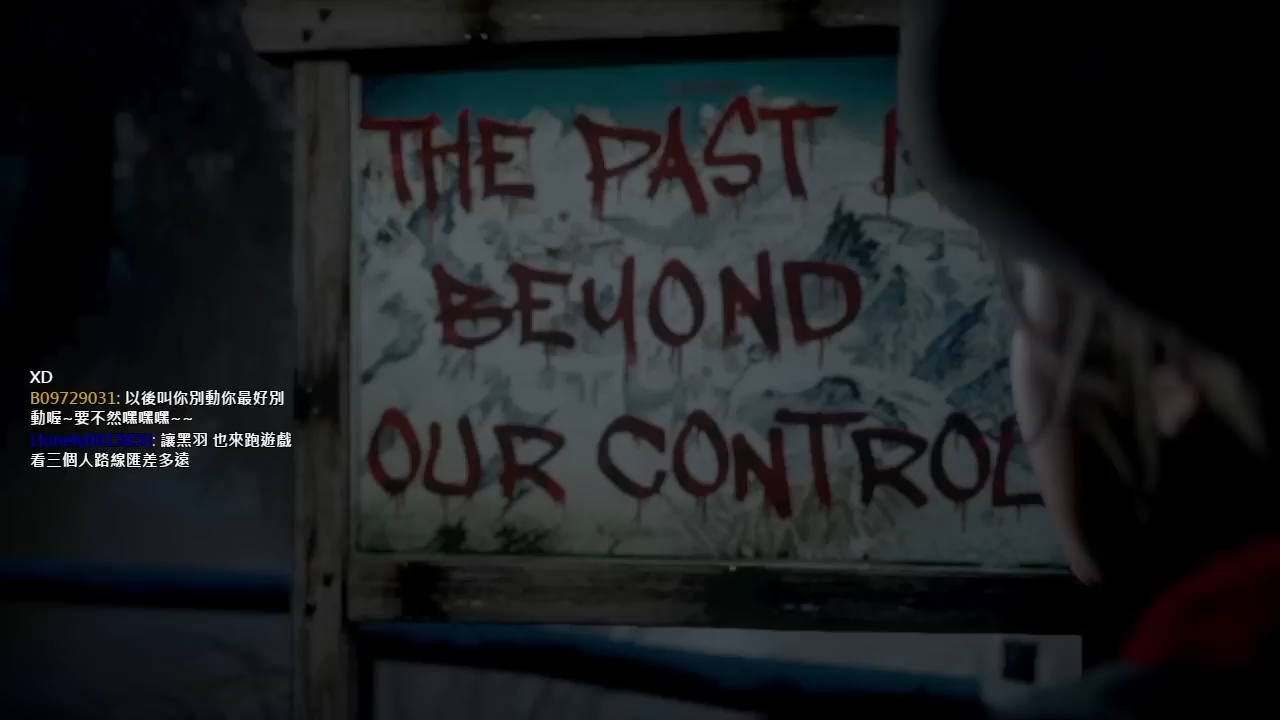 THE PAST
BEYOND
OUR CONTROL
XD
B09729031: 以後叫你別動你最好別
動喔~要不然嘿嘿嘿~~
讓黑羽 也來跑遊戲
看三個人路線匯差多遠